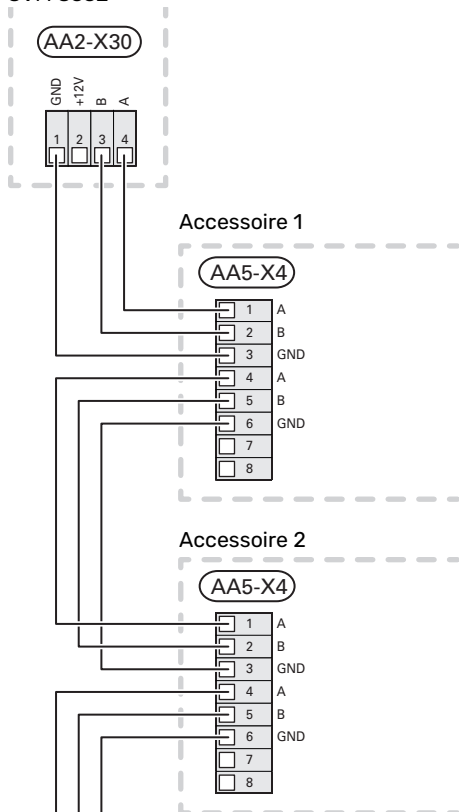 AA2-X30
GND
+12V
B
A
1 2 3 4
Accessoire 1
AA5-X4
1 A
2 B
3 GND
4 A
5 B
6 GND
7
8
Accessoire 2
AA5-X4
1 A
2 B
3 GND
4 A
5 B
6 GND
7
8